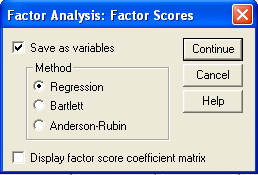 Factor Analysis: Factor Scores
Save as variables
Continue
Method
Regression
Cancel
Bartlett
Help
Anderson-Rubin
Display factor score coefficient matrix